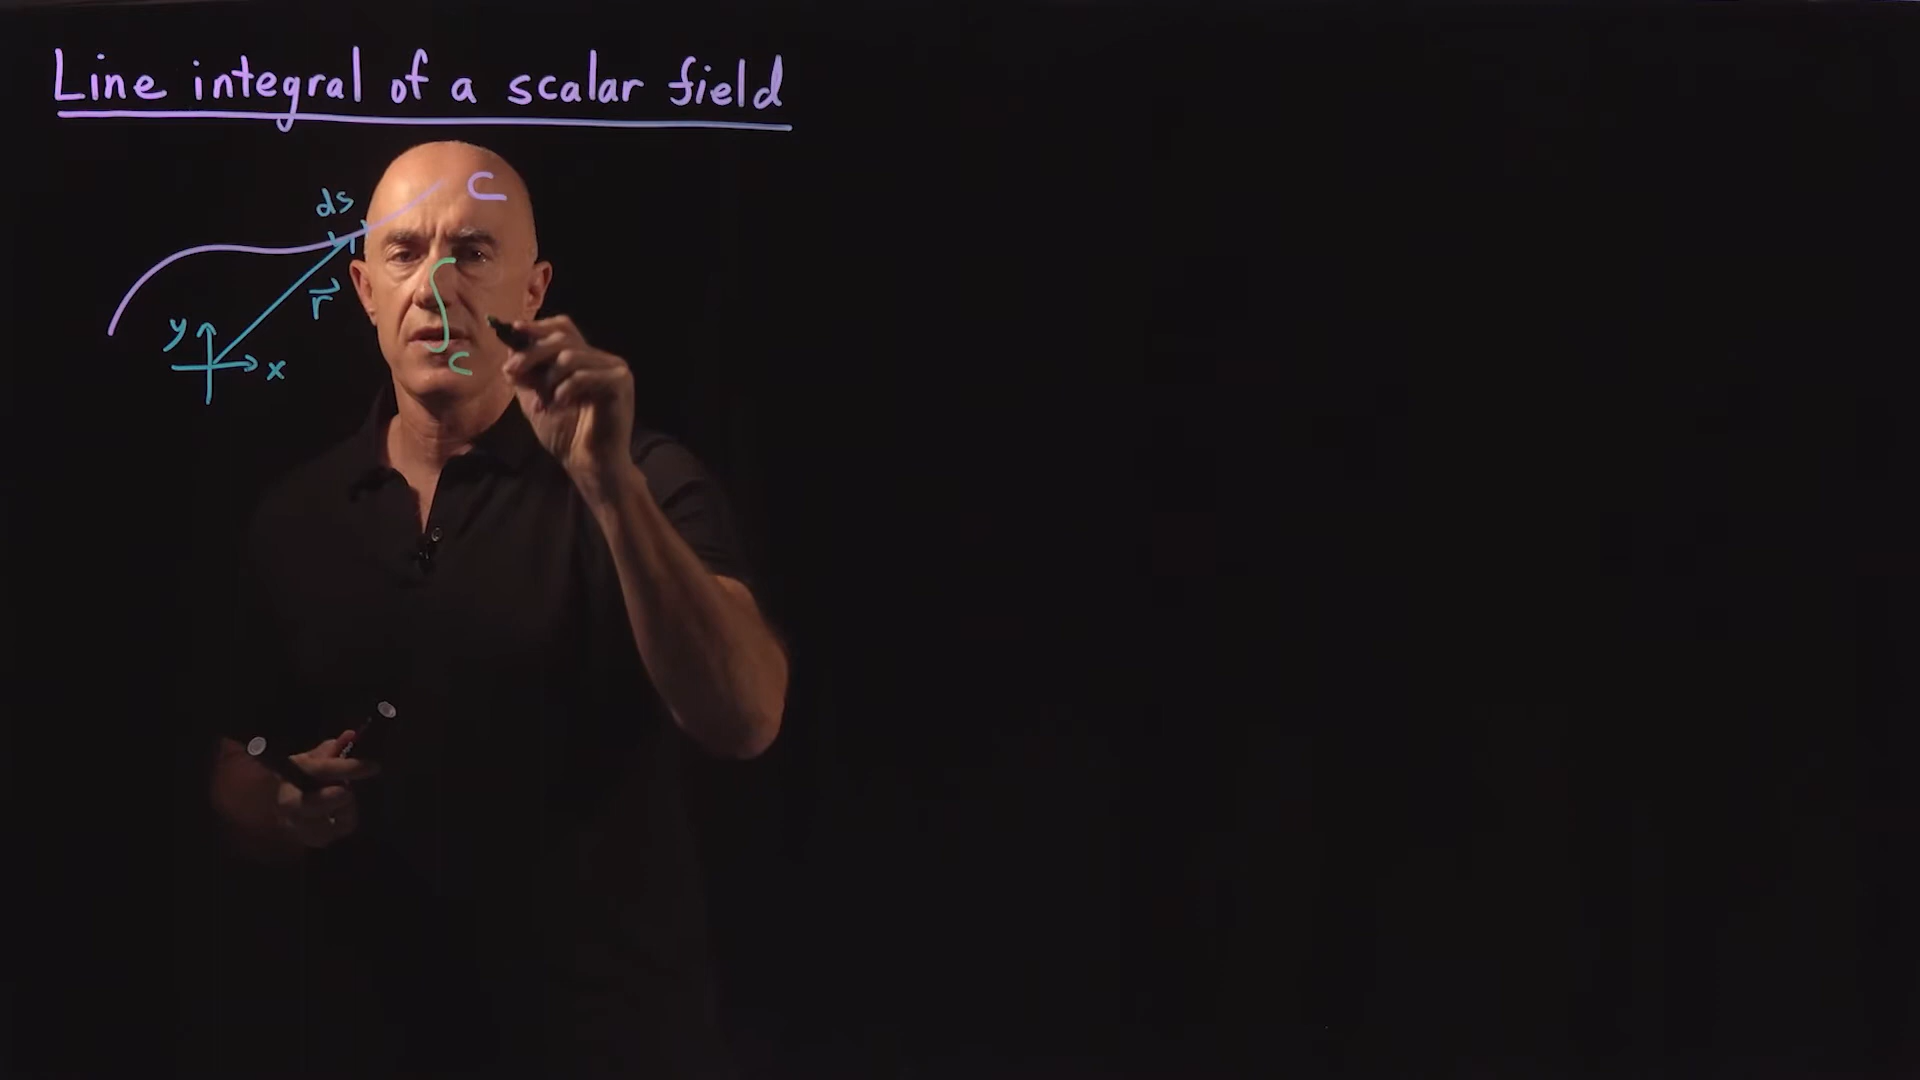 Line integral of a scalar field
ds
C
r⃗
∫
C
y
x